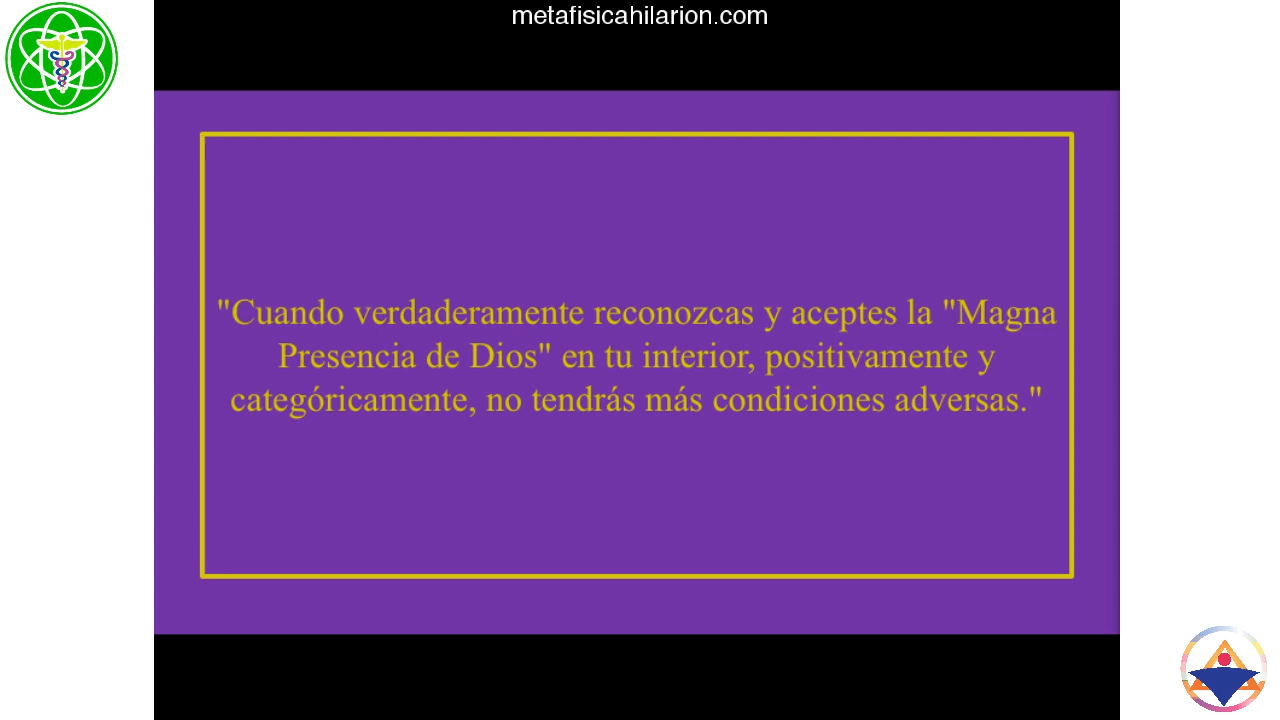 metafisicahilarion.com
"Cuando verdaderamente reconozcas y aceptes la "Magna
Presencia de Dios" en tu interior, positivamente y
categóricamente, no tendrás más condiciones adversas."